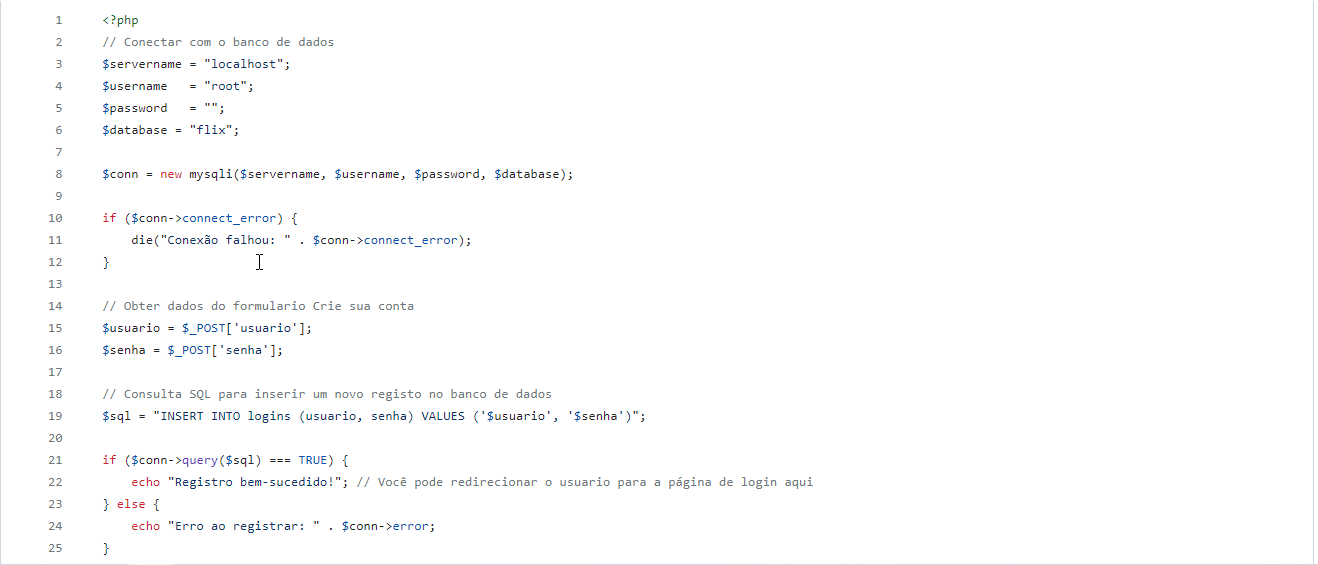 1 <?php
2 // Conectar com o banco de dados
3 $servername = "localhost";
4 $username   = "root";
5 $password   = "";
6 $database = "flix";
7
8 $conn = new mysqli($servername, $username, $password, $database);
9
10 if ($conn->connect_error) {
11     die("Conexão falhou: " . $conn->connect_error);
12 }
13
14 // Obter dados do formulario Crie sua conta
15 $usuario = $_POST['usuario'];
16 $senha = $_POST['senha'];
17
18 // Consulta SQL para inserir um novo registo no banco de dados
19 $sql = "INSERT INTO logins (usuario, senha) VALUES ('$usuario', '$senha')";
20
21 if ($conn->query($sql) === TRUE) {
22     echo "Registro bem-sucedido!"; // Você pode redirecionar o usuario para a página de login aqui
23 } else {
24     echo "Erro ao registrar: " . $conn->error;
25 }